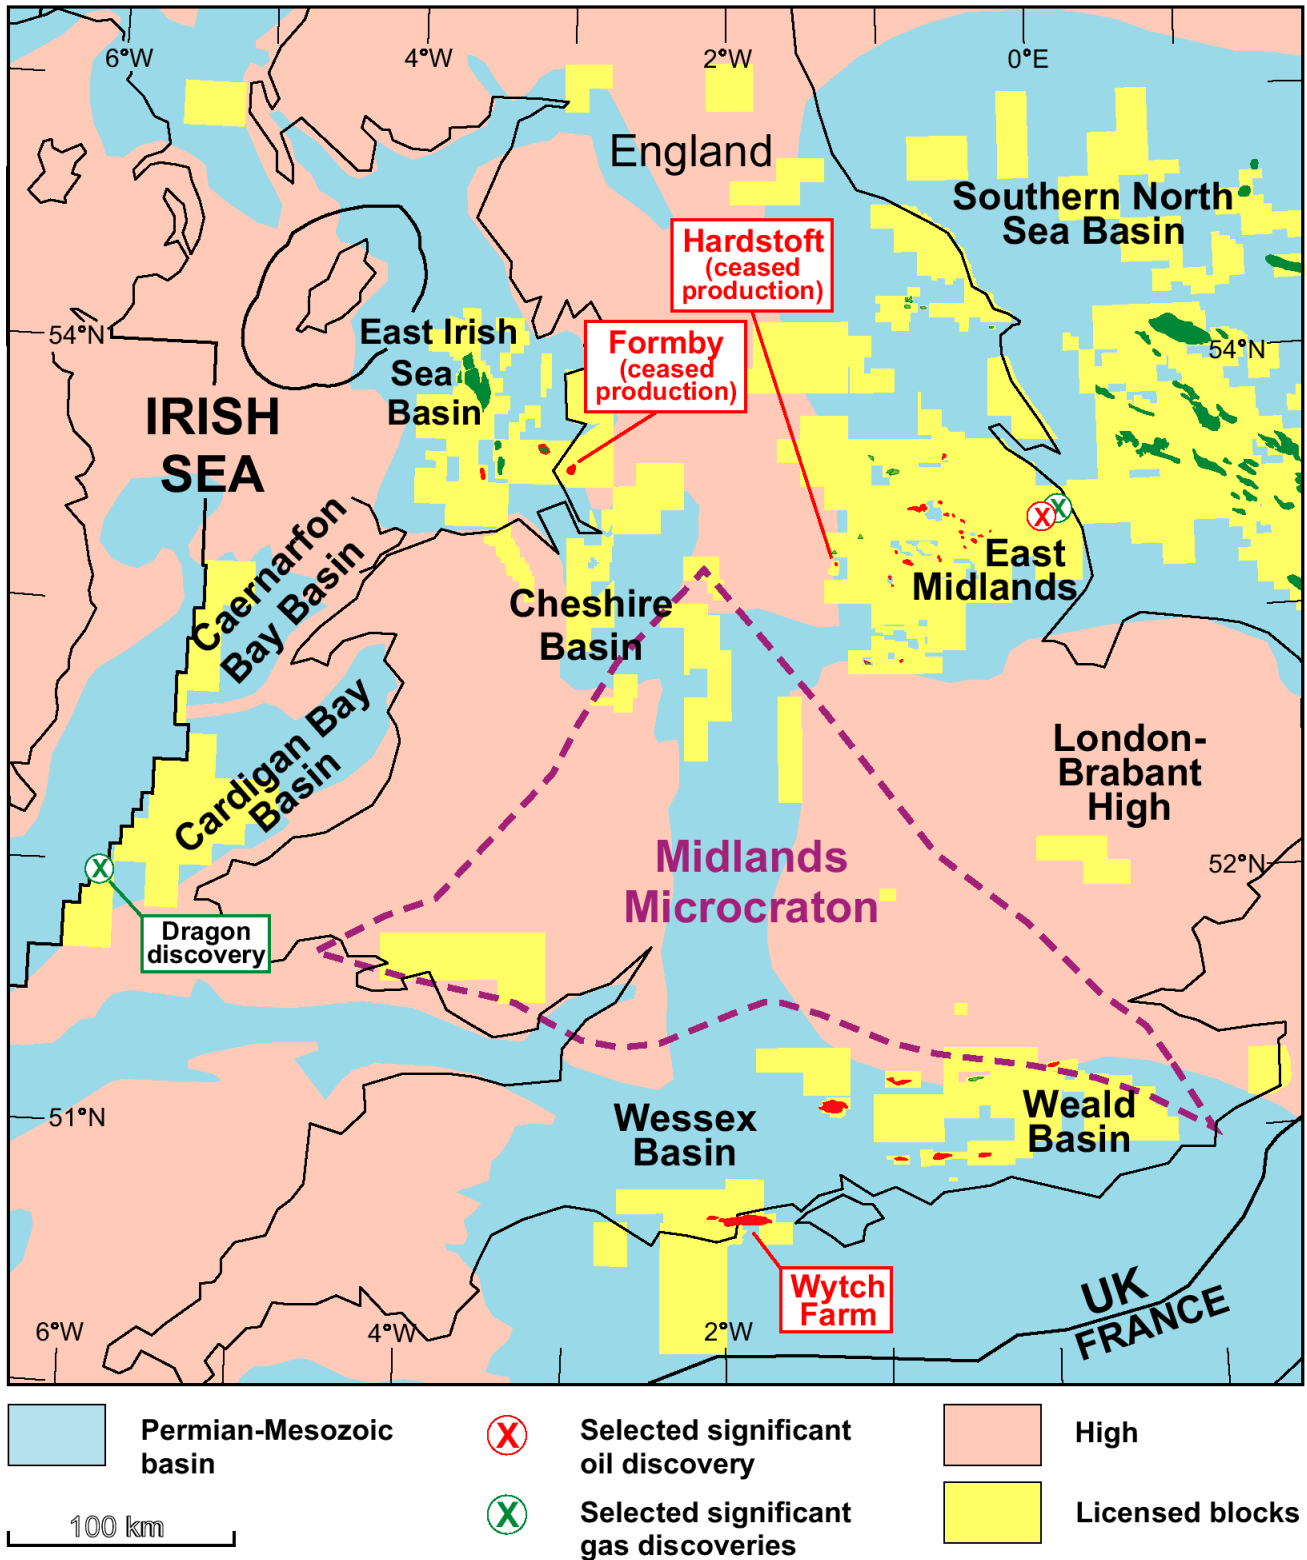 6°W
4°W
2°W
0°E
England
Southern North
Sea Basin
Hardstoft
(ceased
production)
54°N
East Irish
Sea
Basin
Formby
(ceased
production)
54°N
IRISH
SEA
X
X
East
Midlands
Caernarfon
Bay Basin
Cheshire
Basin
Cardigan Bay
Basin
London-
Brabant
High
Midlands
Microcraton
52°N
X
Dragon
discovery
51°N
Wessex
Basin
Weald
Basin
Wytch
Farm
UK
FRANCE
6°W
4°W
2°W
Permian-Mesozoic
basin
X
Selected significant
oil discovery
High
100 km
X
Selected significant
gas discoveries
Licensed blocks